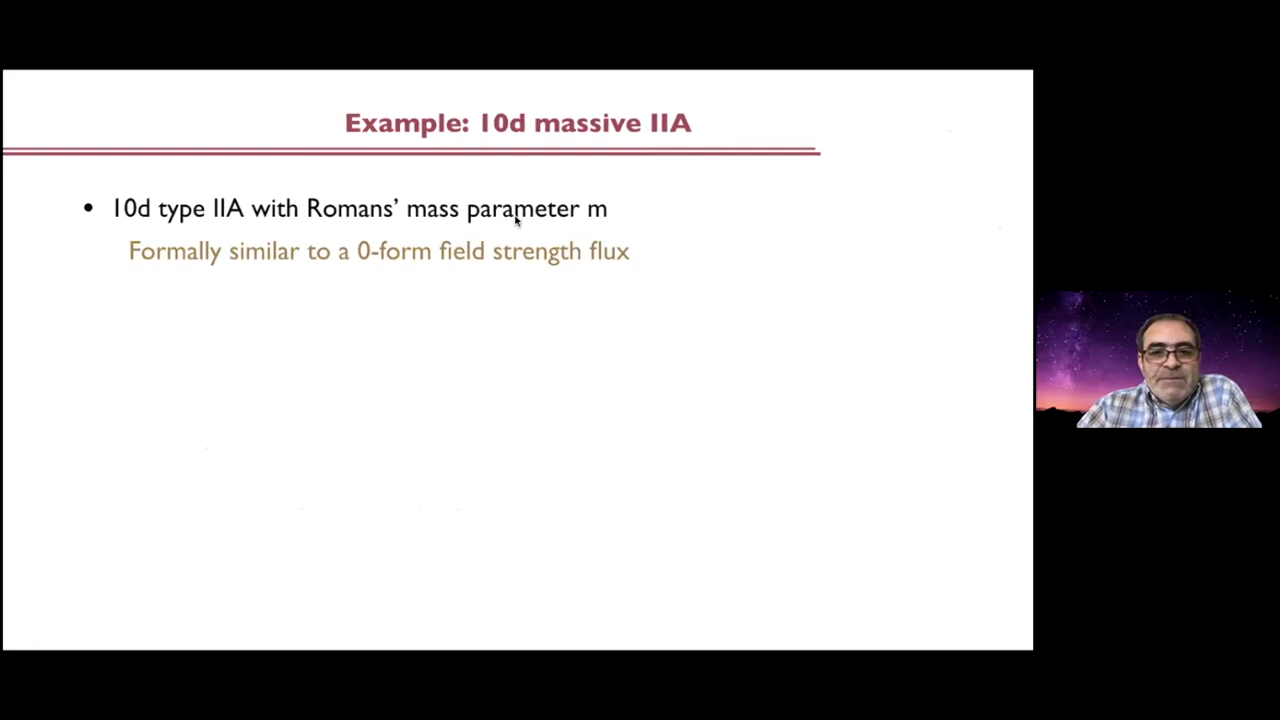 Example: 10d massive IIA
• 10d type IIA with Romans’ mass parameter m
Formally similar to a 0-form field strength flux